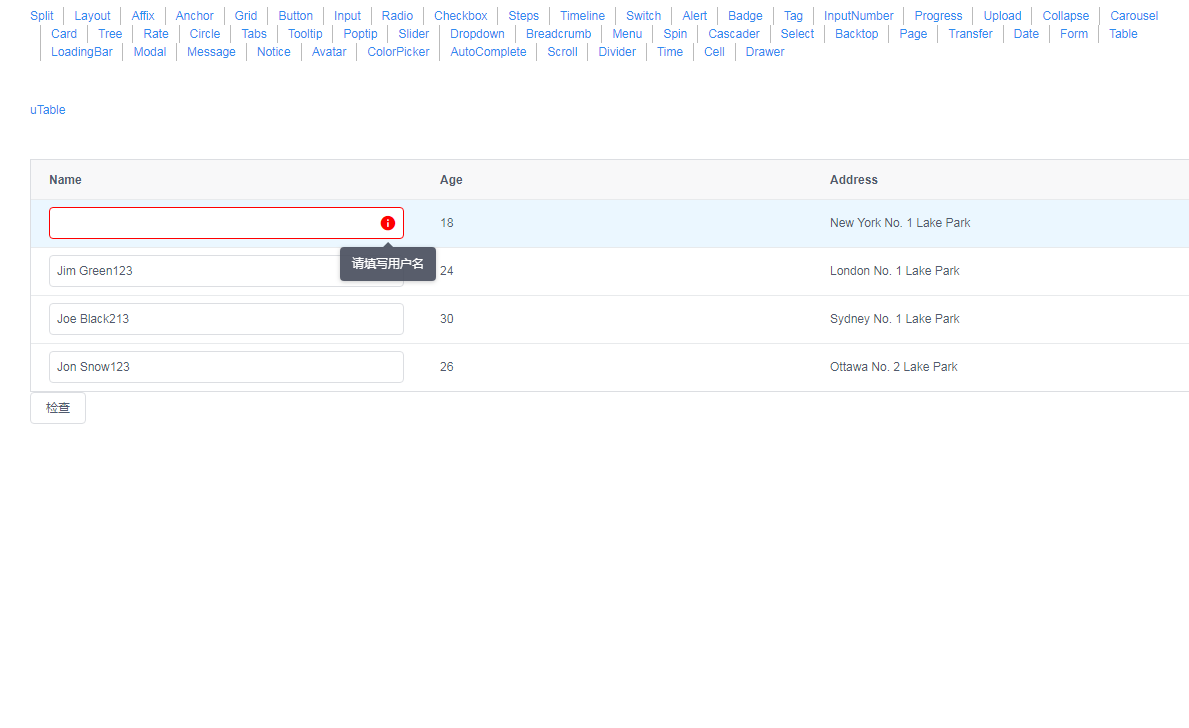 Split Layout Affix Anchor Grid Button Input Radio Checkbox Steps Timeline Switch Alert Badge Tag InputNumber Progress Upload Collapse Carousel
Card Tree Rate Circle Tabs Tooltip Poptip Slider Dropdown Breadcrumb Menu Spin Cascader Select Backtop Page Transfer Date Form Table
LoadingBar Modal Message Notice Avatar ColorPicker AutoComplete Scroll Divider Time Cell Drawer
uTable
Name Age Address
18 New York No. 1 Lake Park
请填写用户名
Jim Green123 24 London No. 1 Lake Park
Joe Black213 30 Sydney No. 1 Lake Park
Jon Snow123 26 Ottawa No. 2 Lake Park
检查